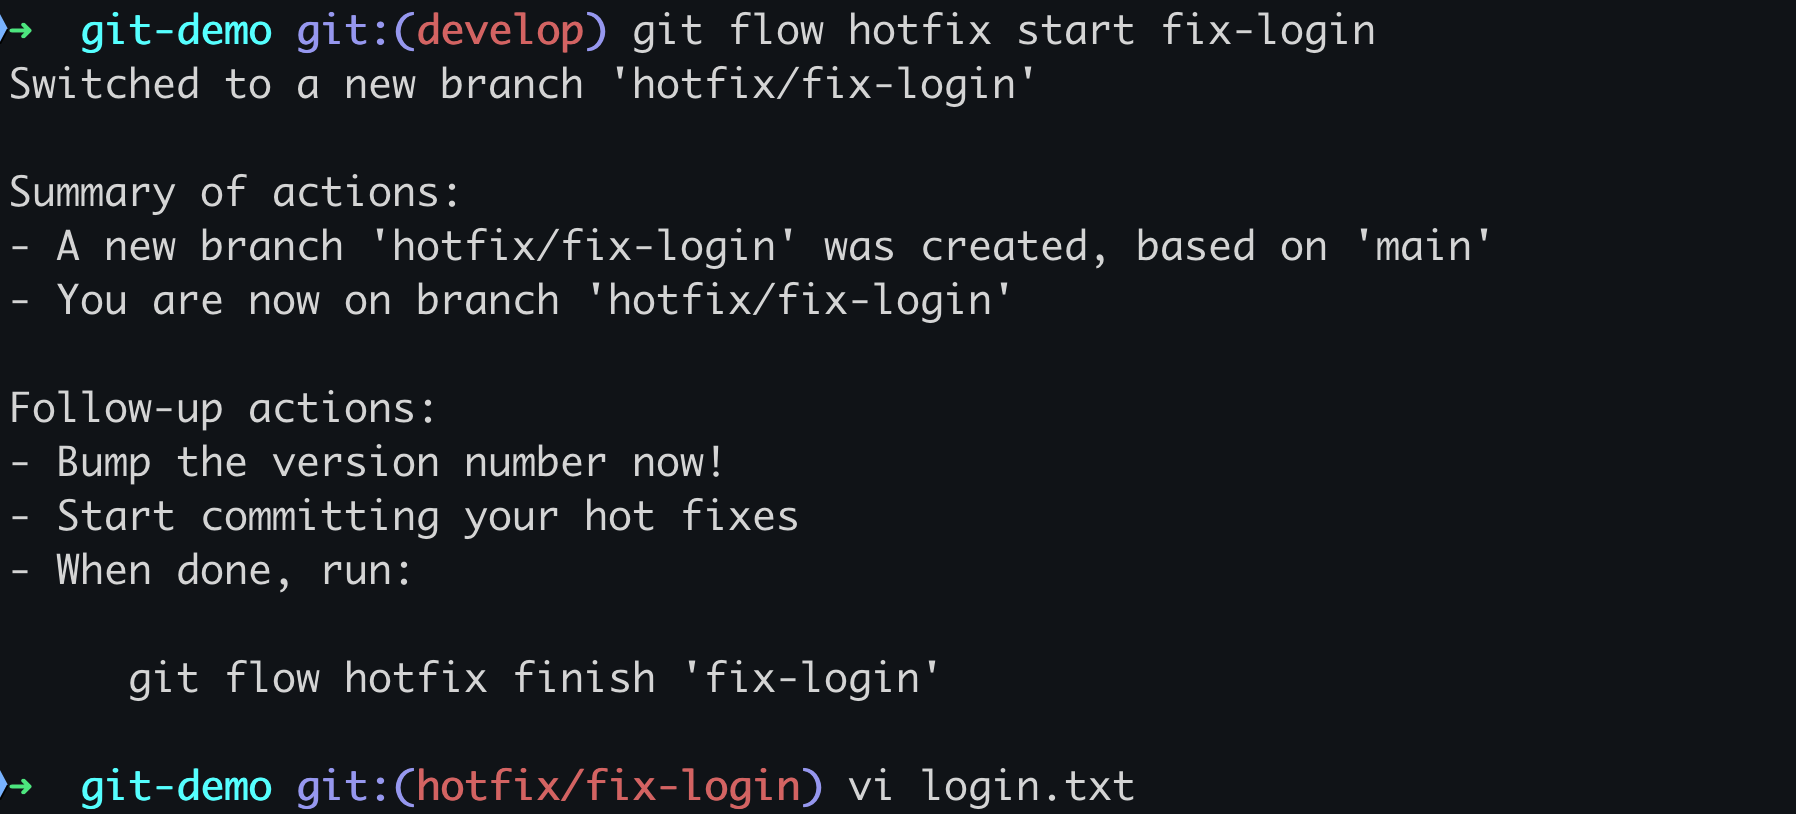 ➜  git-demo git:(develop) git flow hotfix start fix-login
Switched to a new branch 'hotfix/fix-login'

Summary of actions:
- A new branch 'hotfix/fix-login' was created, based on 'main'
- You are now on branch 'hotfix/fix-login'

Follow-up actions:
- Bump the version number now!
- Start committing your hot fixes
- When done, run:

     git flow hotfix finish 'fix-login'

➜  git-demo git:(hotfix/fix-login) vi login.txt